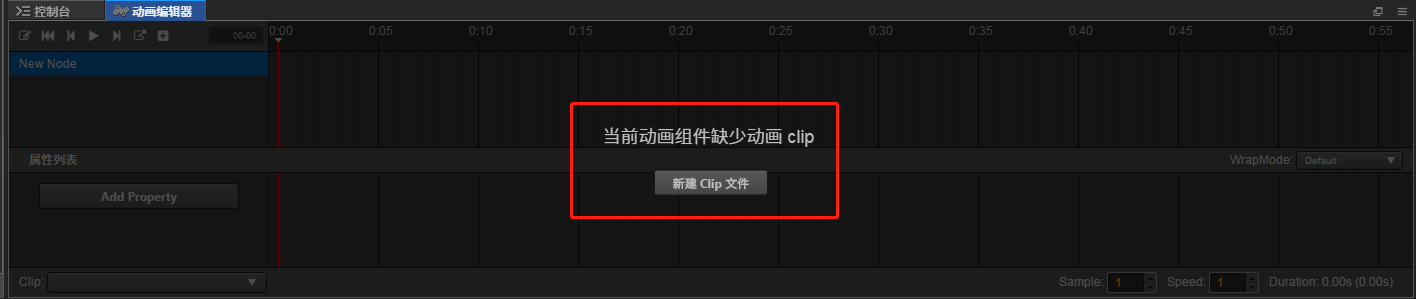 控制台 动画编辑器
00-00 0:00 0:05 0:10 0:15 0:20 0:25 0:30 0:35 0:40 0:45 0:50 0:55
New Node
当前动画组件缺少动画 clip
属性列表 WrapMode: Default
新建 Clip 文件
Add Property
Clip: Sample: 1 Speed: 1 Duration: 0.00s (0.00s)